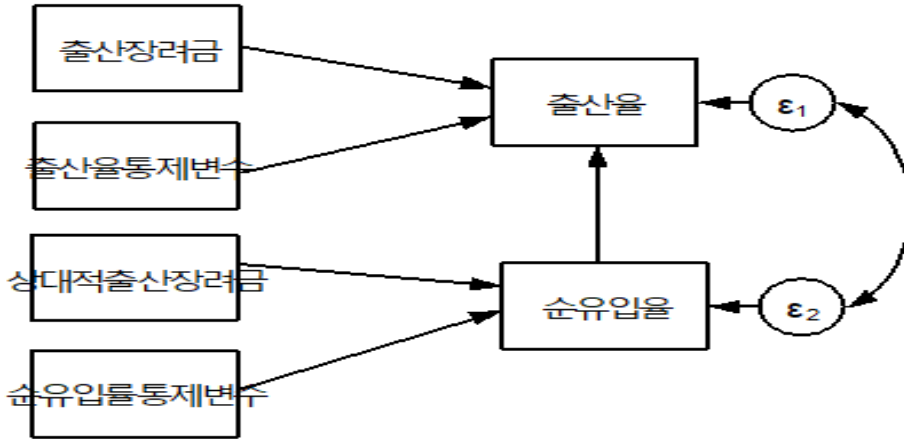 출산장려금
출산율
ε₁
출산율통제변수
상대적출산장려금
순유입율
ε₂
순유입률통제변수